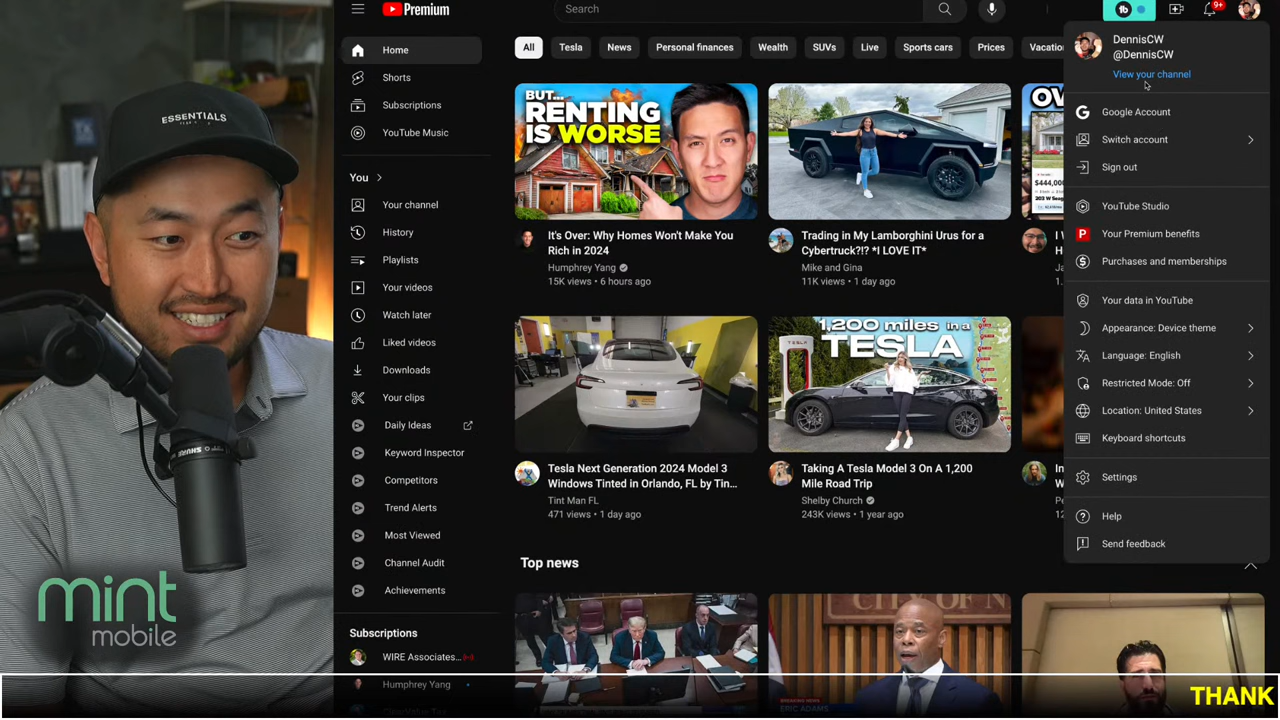 ESSENTIALS
SHURE
mint
mobile
Premium
Search
9+
Home
Shorts
Subscriptions
YouTube Music
You
Your channel
History
Playlists
Your videos
Watch later
Liked videos
Downloads
Your clips
Daily Ideas
Keyword Inspector
Competitors
Trend Alerts
Most Viewed
Channel Audit
Achievements
Subscriptions
WIRE Associates...
Humphrey Yang
All
Tesla
News
Personal finances
Wealth
SUVs
Live
Sports cars
Prices
BUT...
RENTING
IS WORSE
It's Over: Why Homes Won't Make You
Rich in 2024
Humphrey Yang
15K views • 6 hours ago
Trading in My Lamborghini Urus for a
Cybertruck?!? *I LOVE IT*
Mike and Gina
11K views • 1 day ago
$444,000
Tesla Next Generation 2024 Model 3
Windows Tinted in Orlando, FL by Tin...
Tint Man FL
471 views • 1 day ago
1,200 miles in a
TESLA
Taking A Tesla Model 3 On A 1,200
Mile Road Trip
Shelby Church
243K views • 1 year ago
Top news
CITY OF N
ERIC ADAMS
DennisCW
@DennisCW
View your channel
Google Account
Switch account
Sign out
YouTube Studio
Your Premium benefits
Purchases and memberships
Your data in YouTube
Appearance: Device theme
Language: English
Restricted Mode: Off
Location: United States
Keyboard shortcuts
Settings
Help
Send feedback
THANK